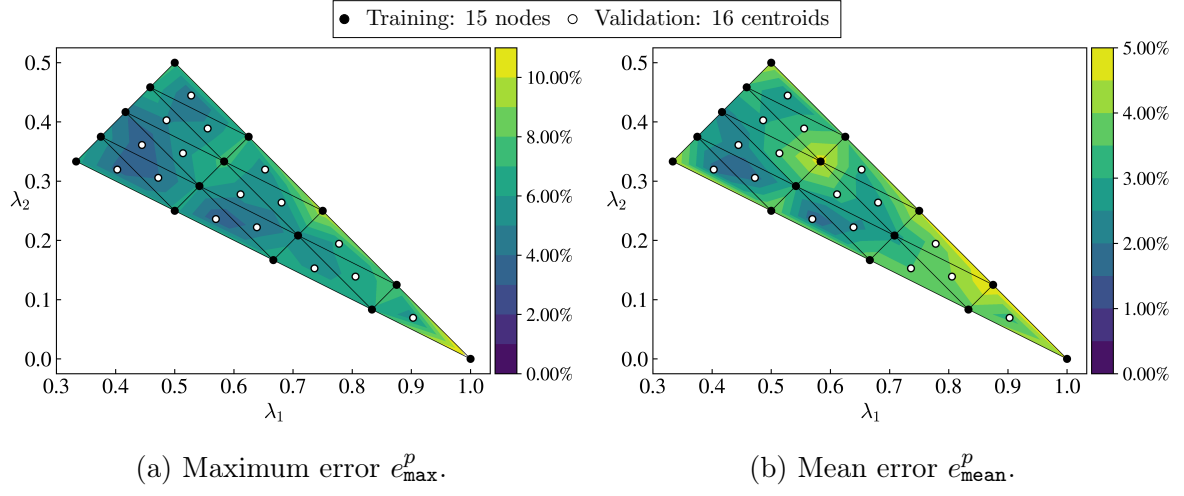 Training: 15 nodes Validation: 16 centroids
0.5
0.4
0.3
0.2
0.1
0.0
λ₂
0.3 0.4 0.5 0.6 0.7 0.8 0.9 1.0
λ₁
10.00%
8.00%
6.00%
4.00%
2.00%
0.00%
(a) Maximum error e^p_max.
0.5
0.4
0.3
0.2
0.1
0.0
λ₂
0.3 0.4 0.5 0.6 0.7 0.8 0.9 1.0
λ₁
5.00%
4.00%
3.00%
2.00%
1.00%
0.00%
(b) Mean error e^p_mean.